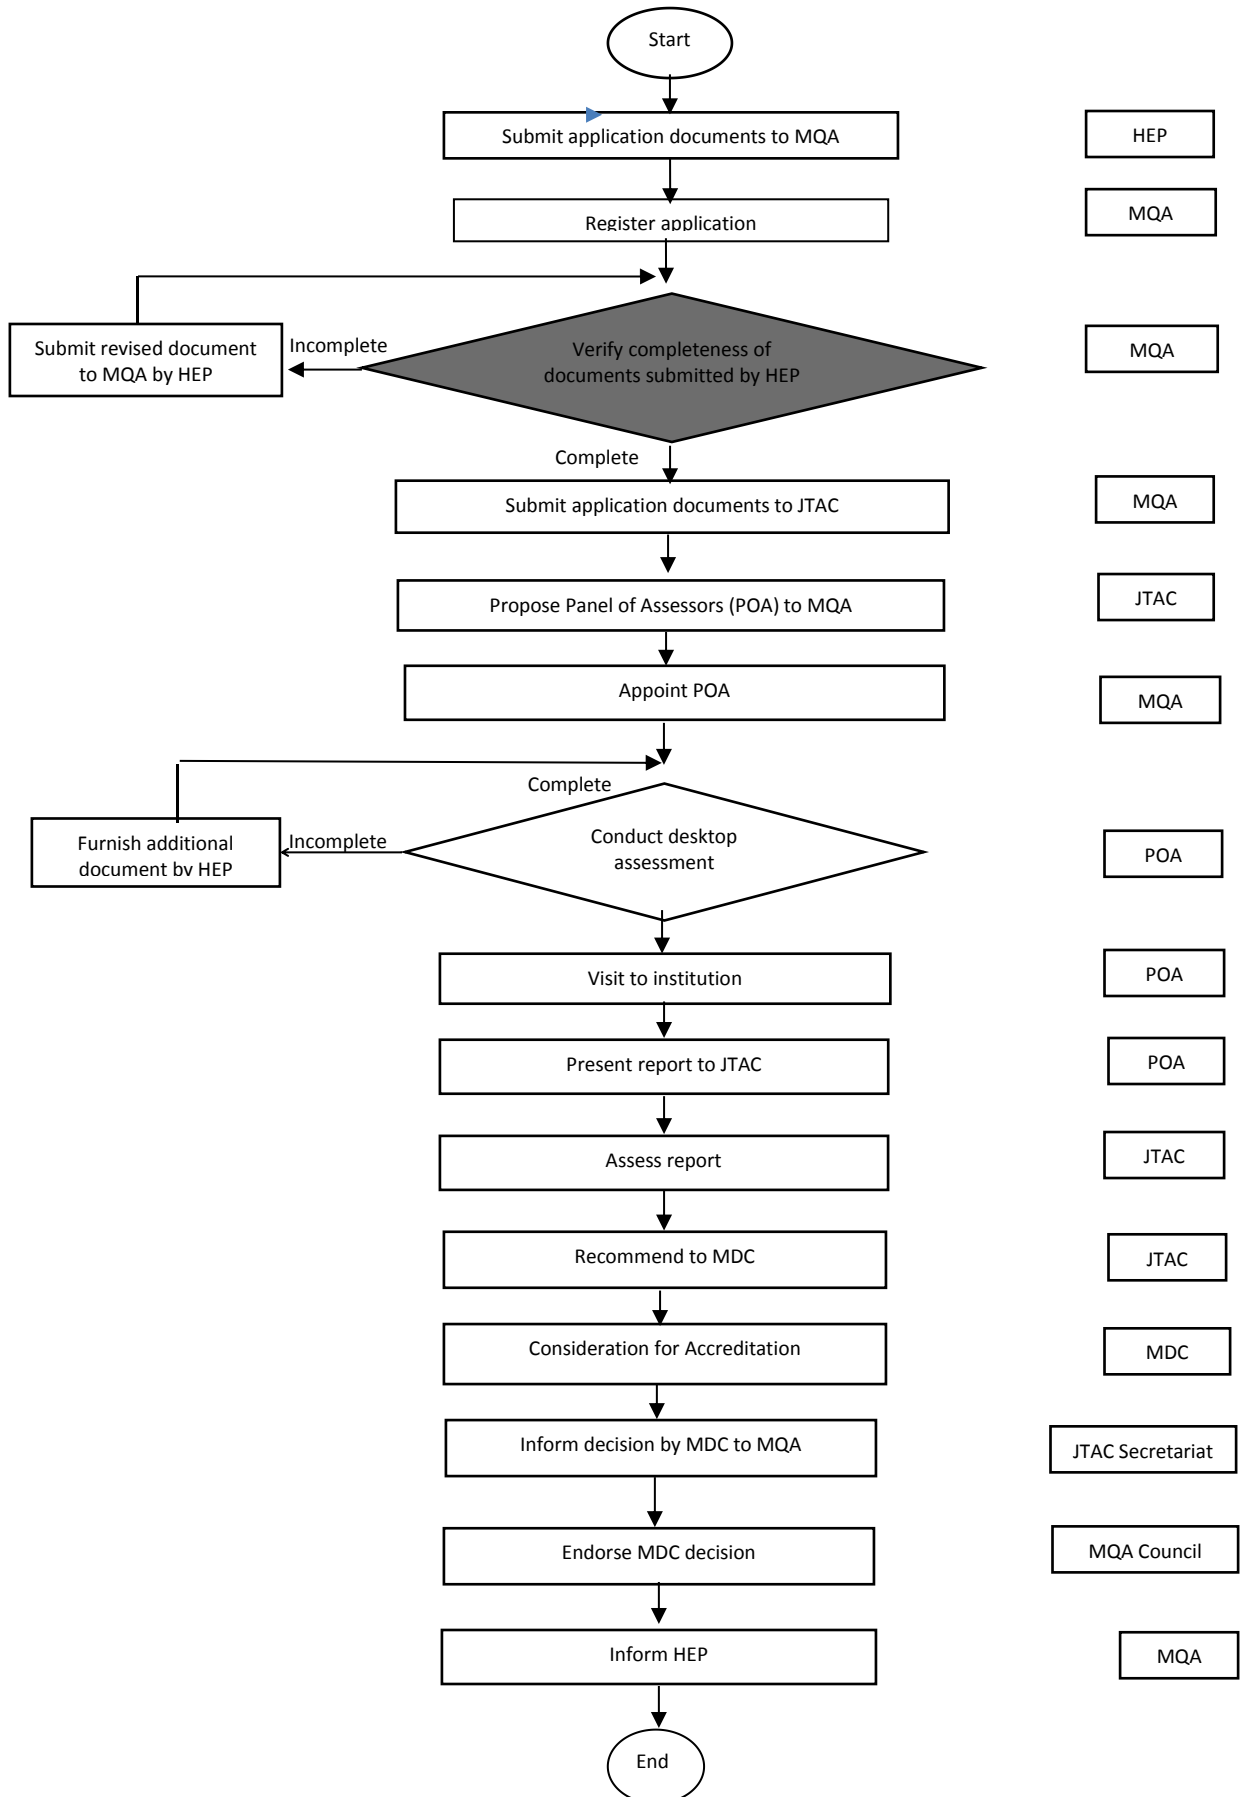 Start
Submit application documents to MQA
HEP
Register application
MQA
Submit revised document
to MQA by HEP
Incomplete
Verify completeness of
documents submitted by HEP
MQA
Complete
Submit application documents to JTAC
MQA
Propose Panel of Assessors (POA) to MQA
JTAC
Appoint POA
MQA
Complete
Furnish additional
document by HEP
Incomplete
Conduct desktop
assessment
POA
Visit to institution
POA
Present report to JTAC
POA
Assess report
JTAC
Recommend to MDC
JTAC
Consideration for Accreditation
MDC
Inform decision by MDC to MQA
JTAC Secretariat
Endorse MDC decision
MQA Council
Inform HEP
MQA
End